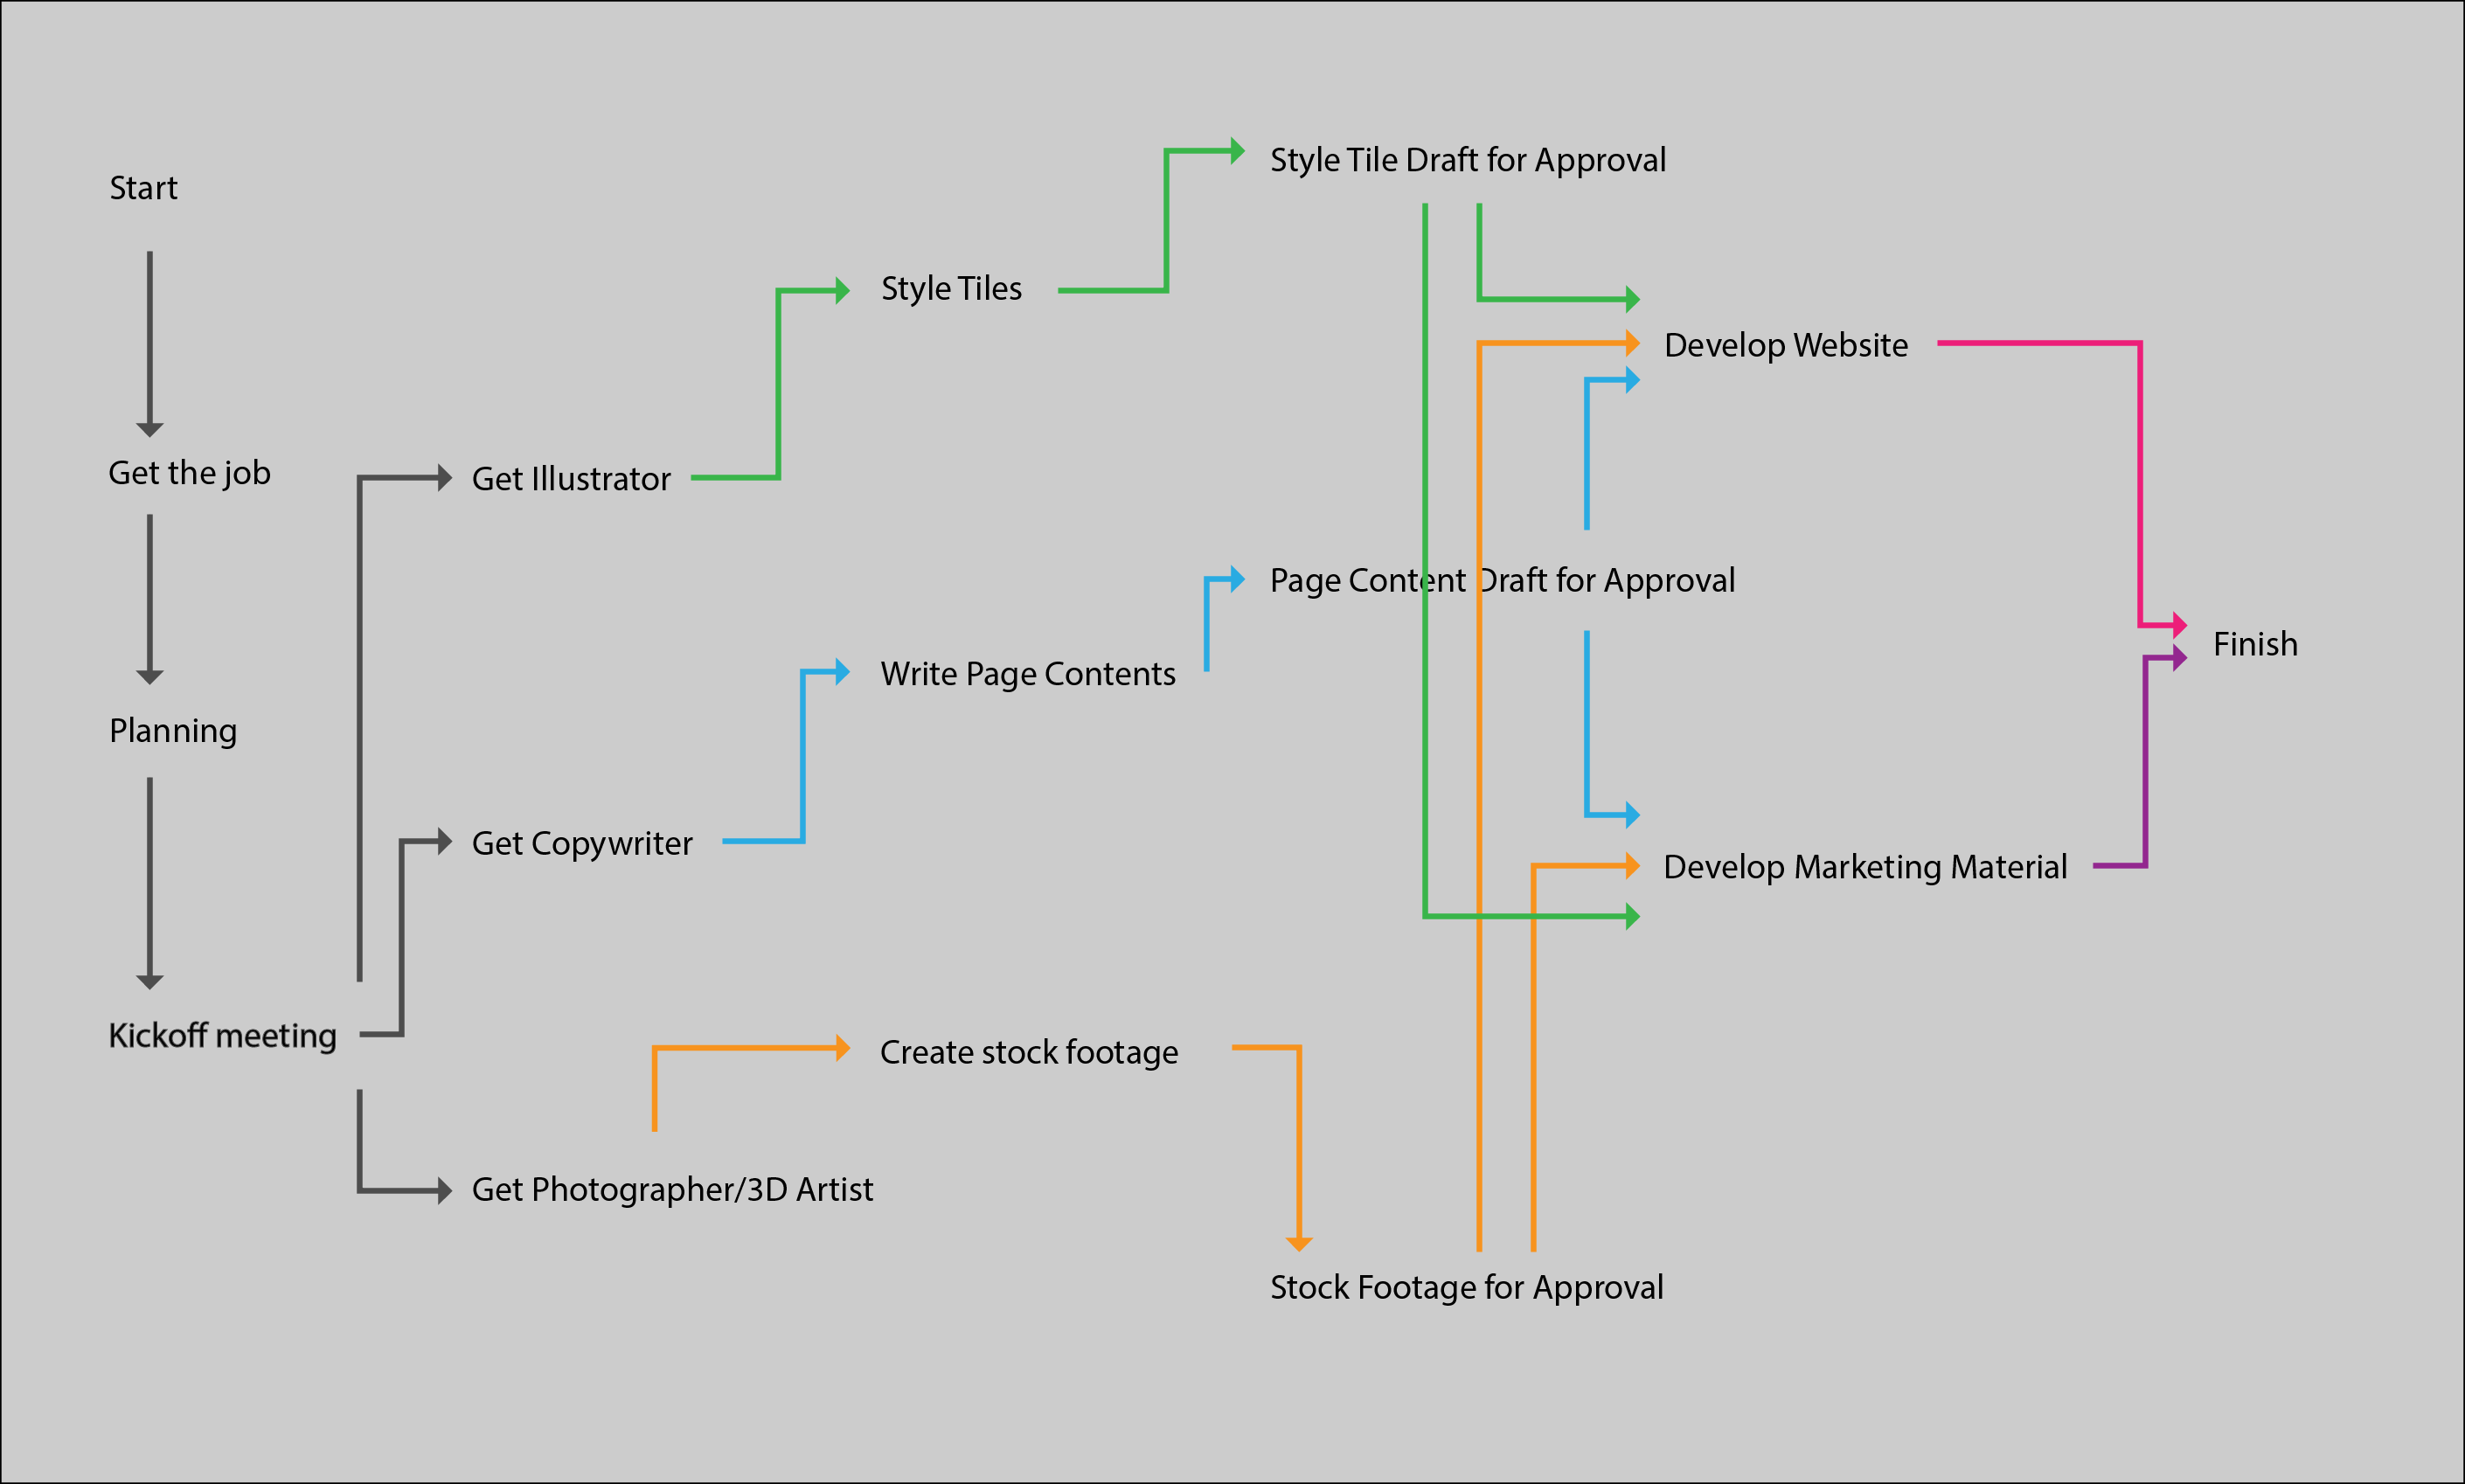 Start
Get the job
Planning
Kickoff meeting
Get Illustrator
Get Copywriter
Get Photographer/3D Artist
Style Tiles
Write Page Contents
Create stock footage
Style Tile Draft for Approval
Page Content Draft for Approval
Stock Footage for Approval
Develop Website
Develop Marketing Material
Finish